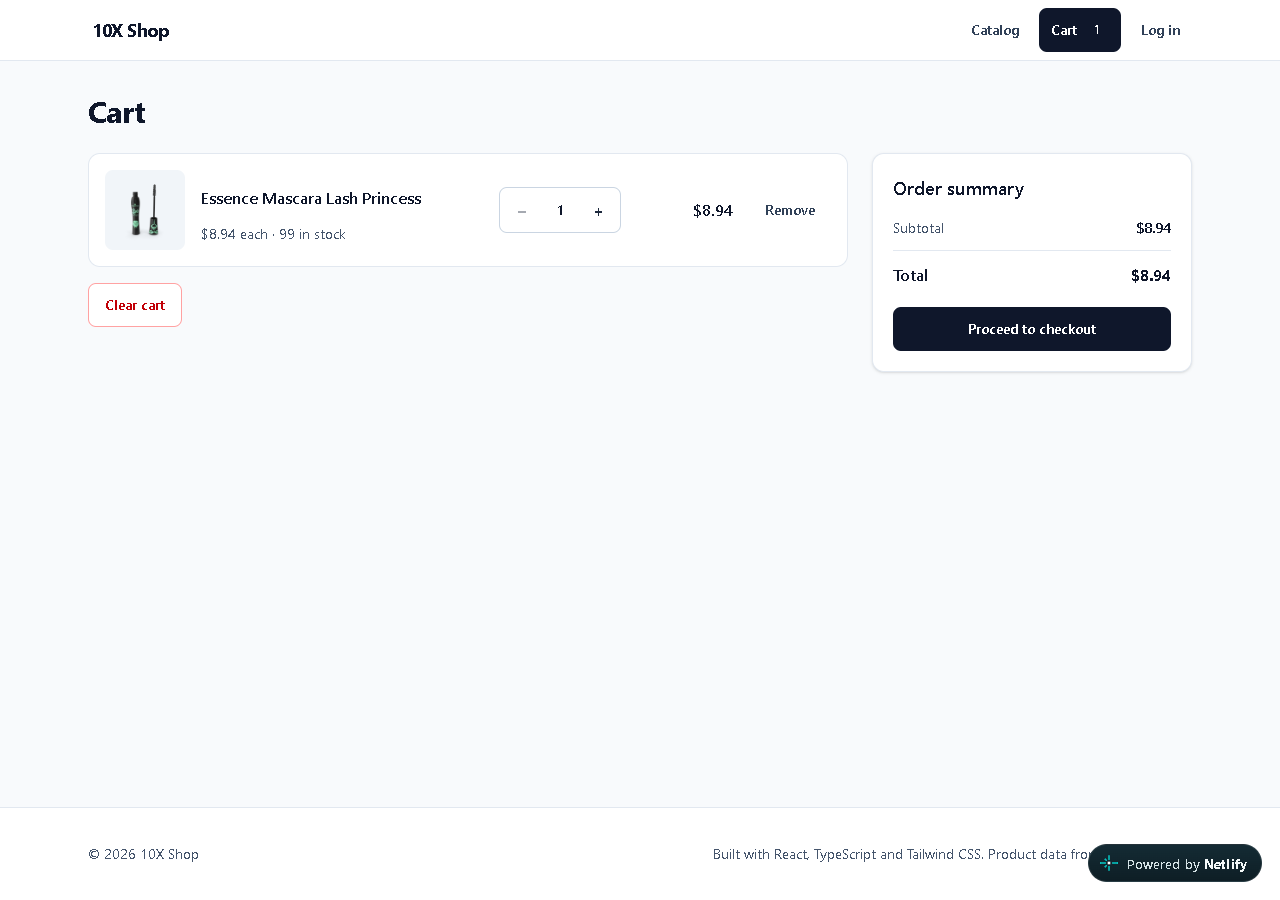 10X Shop
Catalog
Cart 1
Log in
Cart
Essence Mascara Lash Princess
$8.94 each · 99 in stock
− 1 +
$8.94
Remove
Clear cart
Order summary
Subtotal $8.94
Total $8.94
Proceed to checkout
© 2026 10X Shop
Built with React, TypeScript and Tailwind CSS. Product data
Powered by Netlify